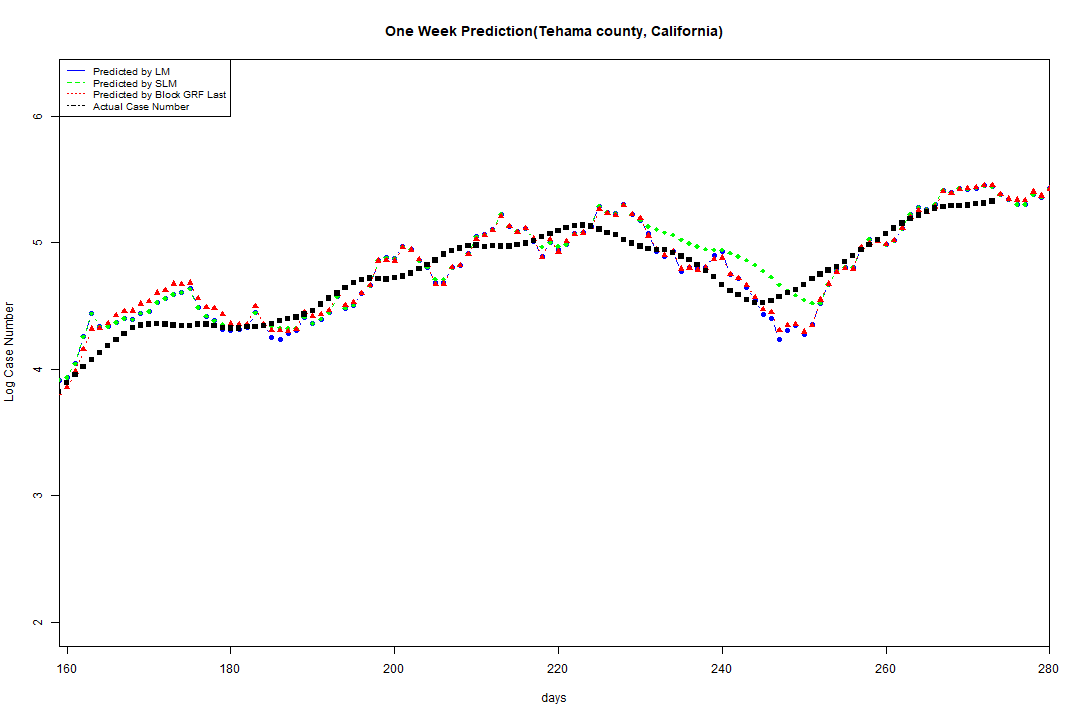 One Week Prediction(Tehama county, California)
Predicted by LM
Predicted by SLM
Predicted by Block GRF Last
Actual Case Number
6
5
4
3
2
Log Case Number
160 180 200 220 240 260 280
days